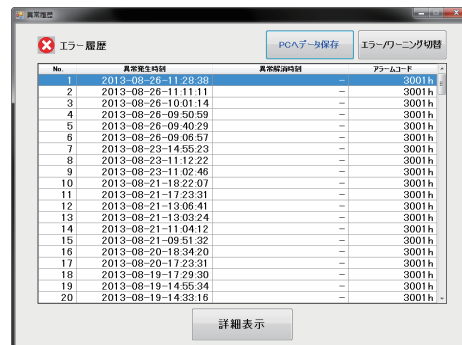 異常履歴
エラー履歴 PCへデータ保存 エラー/ワーニング切替
No. 異常発生時刻 異常解消時刻 アラームコード
1 2013-08-26-11:28:38 − 3001h
2 2013-08-26-11:11:11 − 3001h
3 2013-08-26-10:01:14 − 3001h
4 2013-08-26-09:50:59 − 3001h
5 2013-08-26-09:40:29 − 3001h
6 2013-08-26-09:06:57 − 3001h
7 2013-08-23-14:55:23 − 3001h
8 2013-08-23-11:12:22 − 3001h
9 2013-08-23-11:02:46 − 3001h
10 2013-08-21-18:22:07 − 3001h
11 2013-08-21-17:23:31 − 3001h
12 2013-08-21-13:06:41 − 3001h
13 2013-08-21-13:03:24 − 3001h
14 2013-08-21-11:04:12 − 3001h
15 2013-08-21-09:51:32 − 3001h
16 2013-08-20-18:34:20 − 3001h
17 2013-08-20-17:23:31 − 3001h
18 2013-08-19-17:29:30 − 3001h
19 2013-08-19-14:55:34 − 3001h
20 2013-08-19-14:33:16 − 3001h
詳細表示